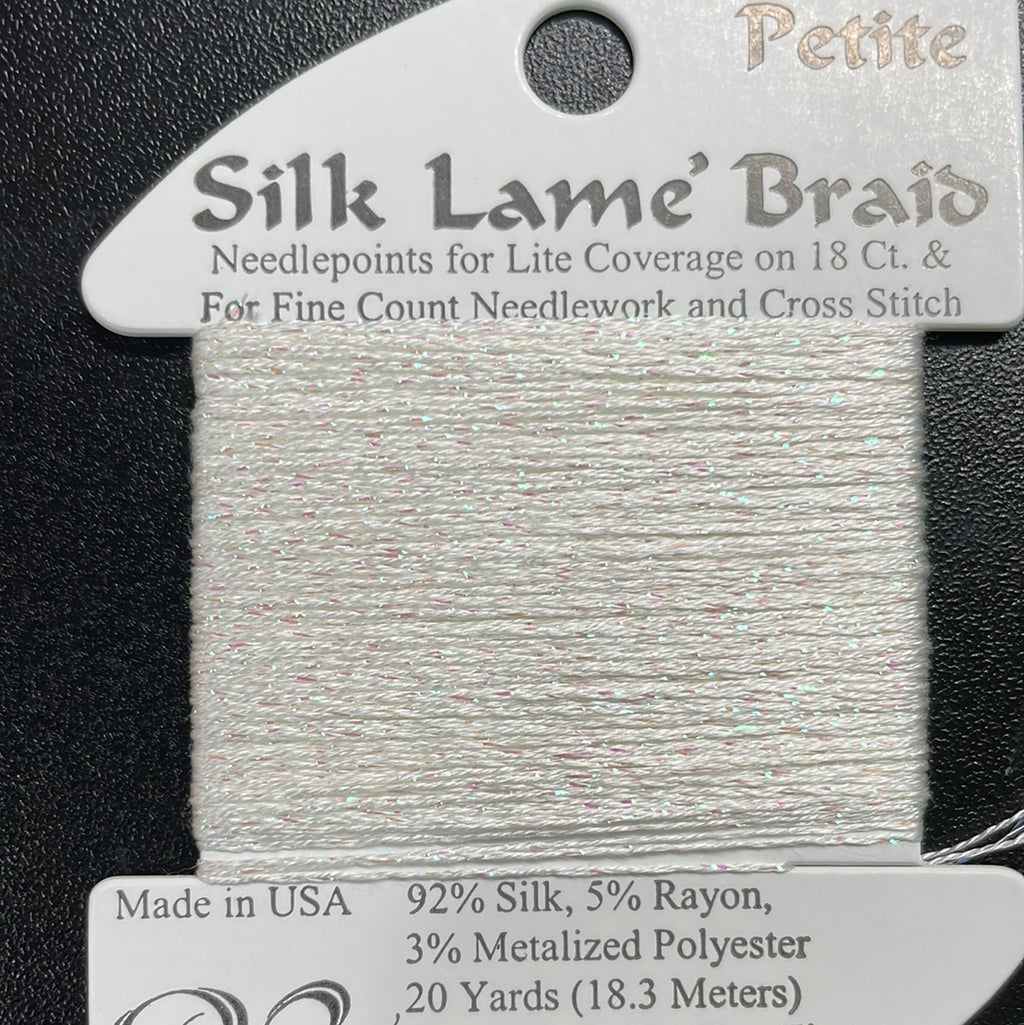 Petite
Silk Lamé Braid
Needlepoints for Lite Coverage on 18 Ct. &
For Fine Count Needlework and Cross Stitch
Made in USA
92% Silk, 5% Rayon,
3% Metalized Polyester
20 Yards (18.3 Meters)